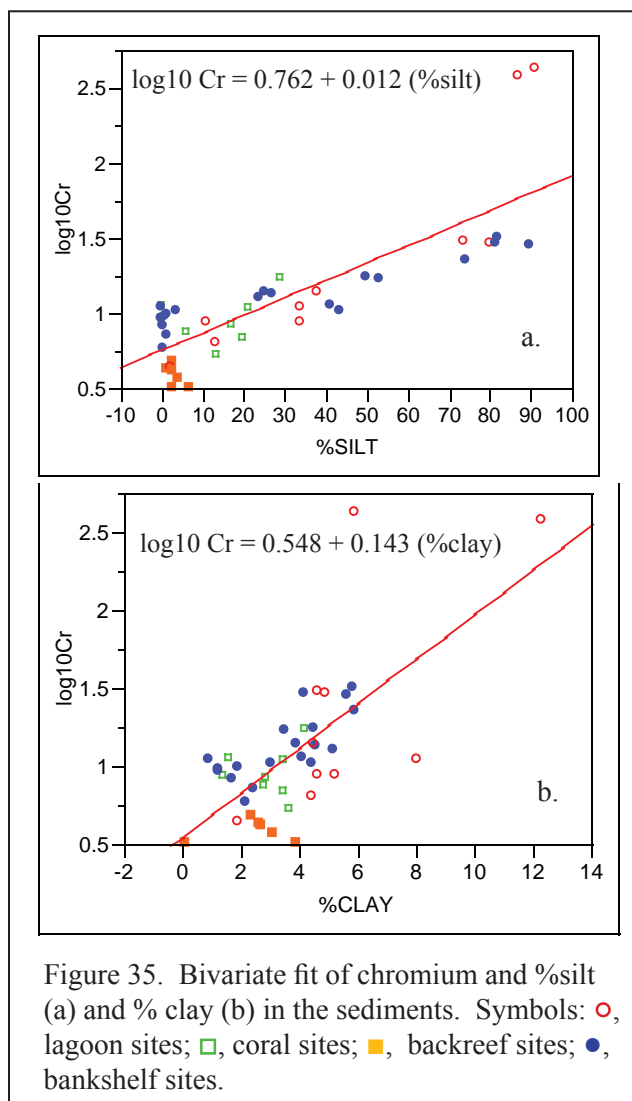 log10 Cr = 0.762 + 0.012 (%silt)
2.5
2
1.5
1
0.5
log10Cr
a.
-10 0 10 20 30 40 50 60 70 80 90 100
%SILT
log10 Cr = 0.548 + 0.143 (%clay)
2.5
2
1.5
1
0.5
log10Cr
b.
-2 0 2 4 6 8 10 12 14
%CLAY
Figure 35. Bivariate fit of chromium and %silt
(a) and % clay (b) in the sediments. Symbols: ○,
lagoon sites; □, coral sites; ■, backreef sites; ●,
bankshelf sites.